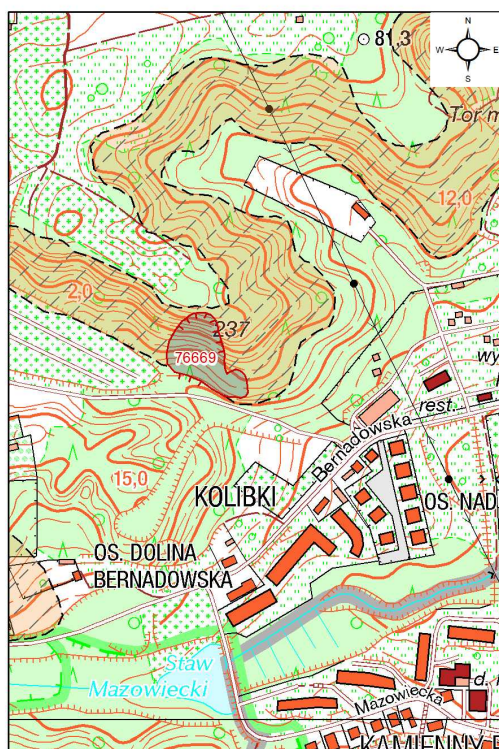 N
W E
S
81,3
Tor m
12,0
2,0
237
76669
wy
rest.
Bernadowska
15,0
KOLIBKI
OS. NAD
OS. DOLINA
BERNADOWSKA
Staw
Mazowiecki
Mazowiecka
d.
KAMIENNY